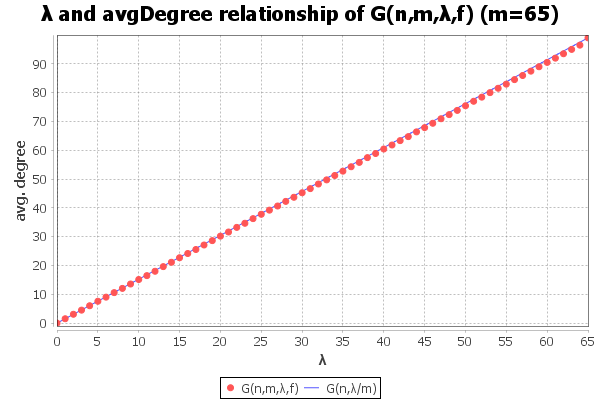 λ and avgDegree relationship of G(n,m,λ,f) (m=65)
avg. degree
90
80
70
60
50
40
30
20
10
0
0 5 10 15 20 25 30 35 40 45 50 55 60 65
λ
G(n,m,λ,f) G(n,λ/m)